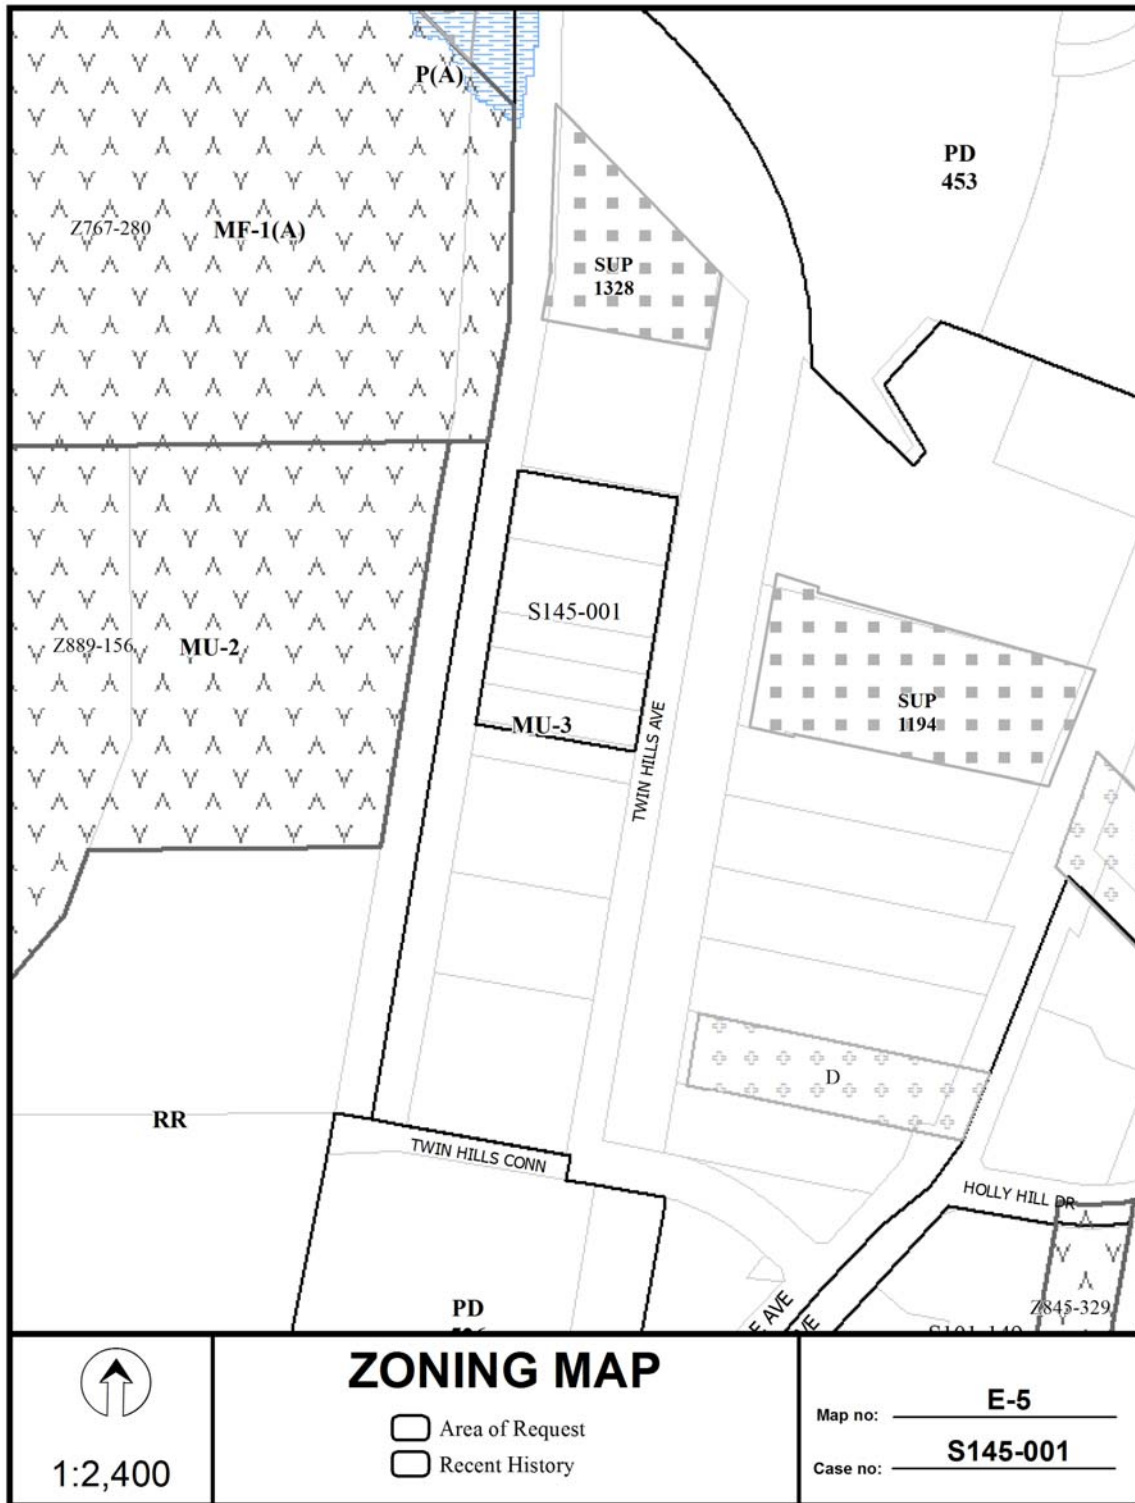 P(A)
PD
453
Z767-280
MF-1(A)
SUP
1328
S145-001
Z889-156
MU-2
SUP
1194
MU-3
TWIN HILLS AVE
D
RR
TWIN HILLS CONN
HOLLY HILL DR
PD
E AVE
VE
Z845-329
ZONING MAP
Area of Request
Recent History
1:2,400
Map no: E-5
Case no: S145-001